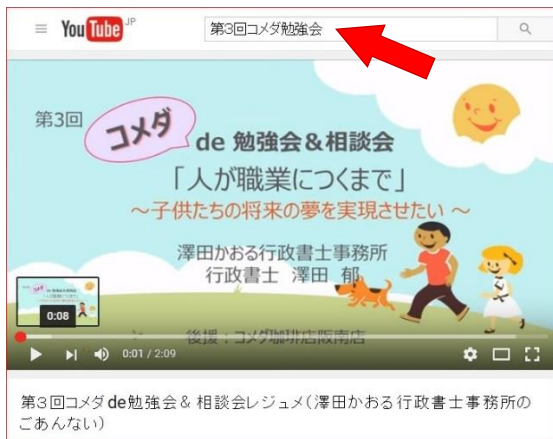 YouTube JP
第3回コメダ勉強会
第3回
コメダ
de 勉強会&相談会
「人が職業につくまで」
～子供たちの将来の夢を実現させたい ～
澤田かおる行政書士事務所
行政書士 澤田 郁
後援:コメダ珈琲店阪南店
0:08
0:01 / 2:09
第3回コメダde勉強会& 相談会レジュメ(澤田かおる行政書士事務所の
ごあんない)